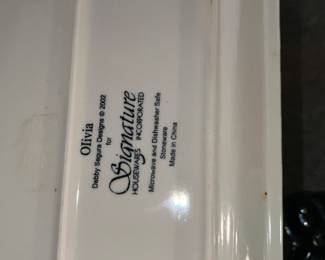 Olivia
Debby Segura Designs © 2002
for
Signature
HOUSEWARES INCORPORATED
Microwave and Dishwasher Safe
Stoneware
Made in China